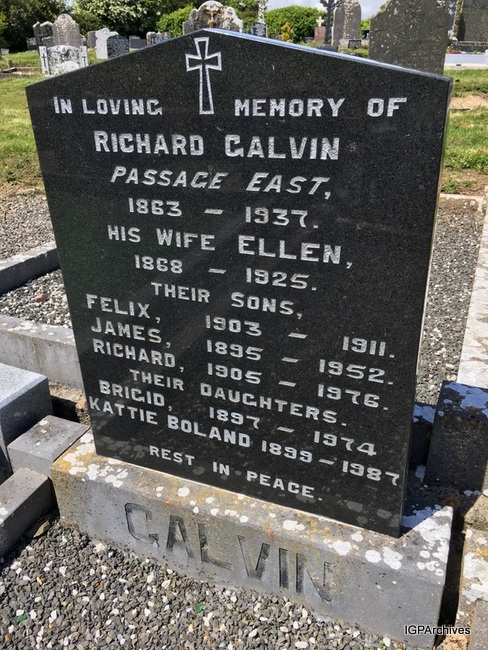 IN LOVING MEMORY OF
RICHARD GALVIN
PASSAGE EAST,
1863 – 1937.
HIS WIFE ELLEN,
1868 – 1925.
THEIR SONS,
FELIX, 1903 – 1911.
JAMES, 1895 – 1952.
RICHARD, 1905 – 1976.
THEIR DAUGHTERS.
BRIGID, 1897 – 1974
KATTIE BOLAND 1899 – 1987
REST IN PEACE.
GALVIN
IGPArchives